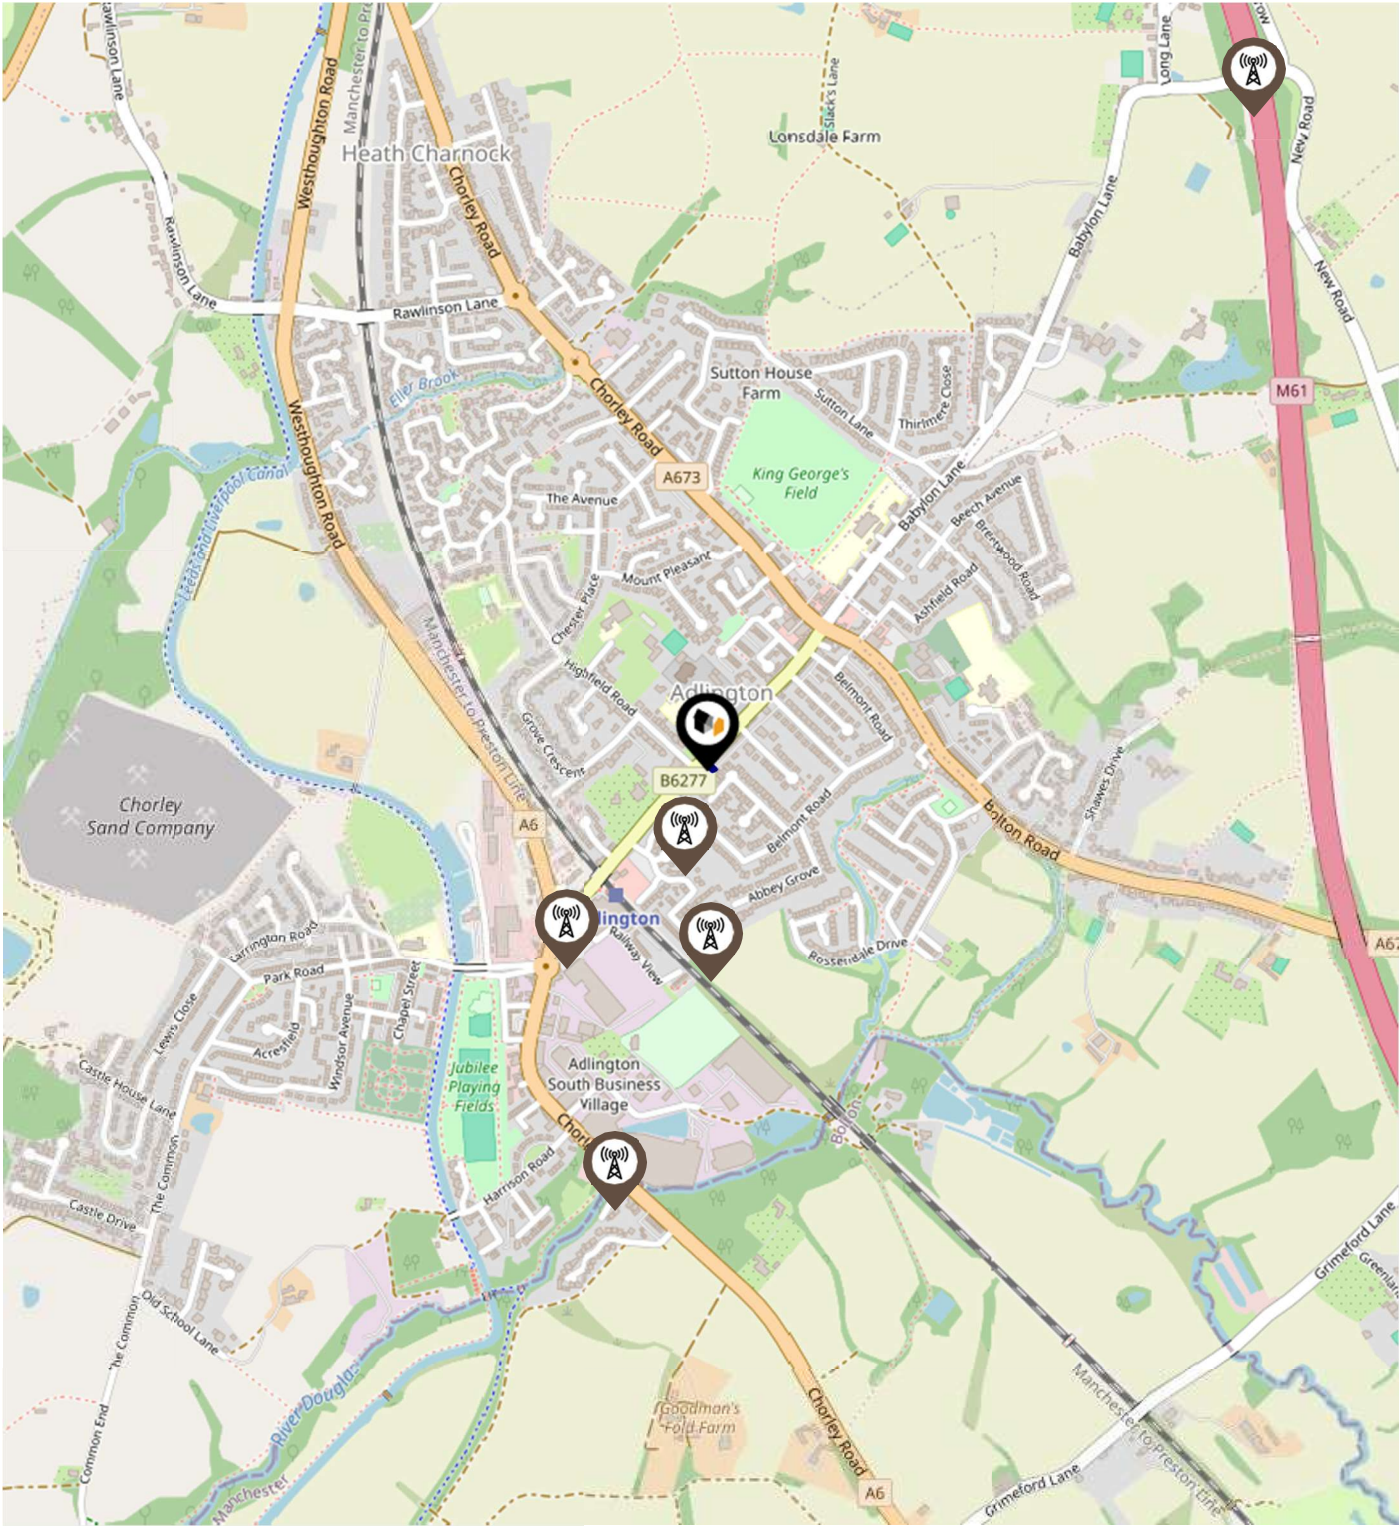 Rawlinson Lane
Manchester to Pre
Long Lane
Westhoughton Road
Slack's Lane
Lonsdale Farm
New Road
Heath Charnock
Chorley Road
Babylon Lane
Rawlinson Lane
New Road
Rawlinson Lane
Sutton House
Farm
Eller Brook
M61
Chorley Road
Sutton Lane
Thirlmere Close
Westhoughton Road
A673
King George's
Field
Leeds and Liverpool Canal
The Avenue
Babylon Lane
Beech Avenue
Brentwood Road
Mount Pleasant
Ashfield Road
Chester Place
Manchester to Preston Line
Highfield Road
Adlington
Belmont Road
Grove Crescent
B6277
Shawes Drive
Chorley
Sand Company
A6
Belmont Road
Bolton Road
Abbey Grove
lington
Railway View
Rossendale Drive
A67
Carrington Road
Park Road
Chapel Street
Lewis Close
Acresfield
Windsor Avenue
Castle House Lane
Jubilee
Playing
Fields
Adlington
South Business
Village
Chorl
Bolton
Harrison Road
The Common
Castle Drive
Grimeford Lane
Greenlan
Old School Lane
The Common
River Douglas
Manchester to Preston Line
Goodman's
Fold Farm
Chorley Road
Common End
Manchester
A6
Grimeford Lane